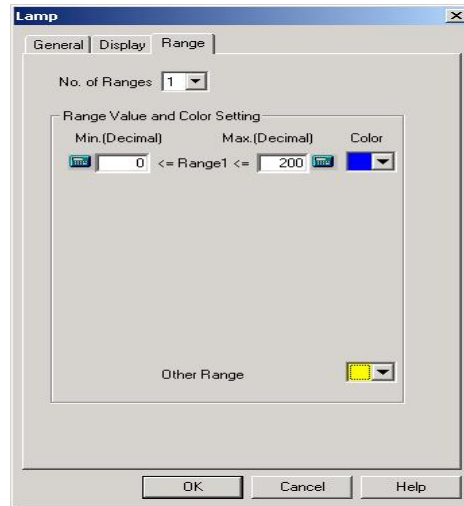 Lamp
General Display Range
No. of Ranges 1
Range Value and Color Setting
Min.(Decimal) Max.(Decimal) Color
0 <= Range1 <= 200
Other Range
OK Cancel Help